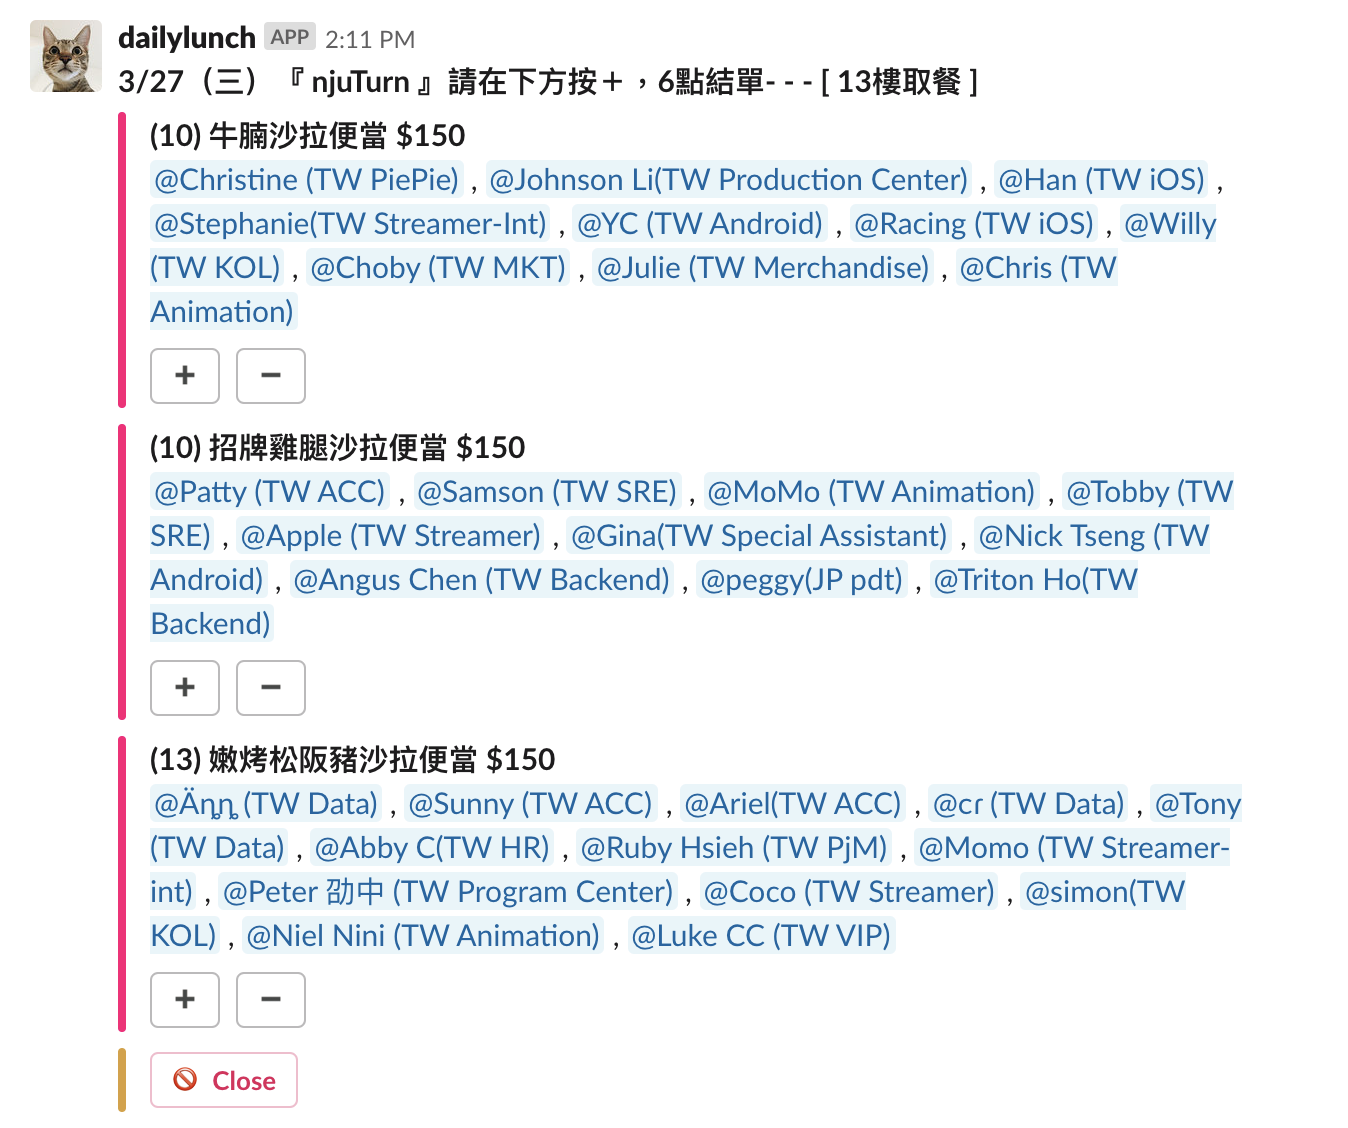 dailylunch APP 2:11 PM
3/27（三）『 njuTurn 』請在下方按＋，6點結單- - - [ 13樓取餐 ]
(10) 牛腩沙拉便當 $150
@Christine (TW PiePie) , @Johnson Li(TW Production Center) , @Han (TW iOS) ,
@Stephanie(TW Streamer-Int) , @YC (TW Android) , @Racing (TW iOS) , @Willy
(TW KOL) , @Choby (TW MKT) , @Julie (TW Merchandise) , @Chris (TW
Animation)
+ −
(10) 招牌雞腿沙拉便當 $150
@Patty (TW ACC) , @Samson (TW SRE) , @MoMo (TW Animation) , @Tobby (TW
SRE) , @Apple (TW Streamer) , @Gina(TW Special Assistant) , @Nick Tseng (TW
Android) , @Angus Chen (TW Backend) , @peggy(JP pdt) , @Triton Ho(TW
Backend)
+ −
(13) 嫩烤松阪豬沙拉便當 $150
@Äȵȵ (TW Data) , @Sunny (TW ACC) , @Ariel(TW ACC) , @cr (TW Data) , @Tony
(TW Data) , @Abby C(TW HR) , @Ruby Hsieh (TW PjM) , @Momo (TW Streamer-
int) , @Peter 劭中 (TW Program Center) , @Coco (TW Streamer) , @simon(TW
KOL) , @Niel Nini (TW Animation) , @Luke CC (TW VIP)
+ −
Close